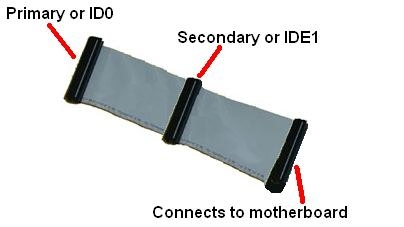 Primary or ID0
Secondary or IDE1
Connects to motherboard